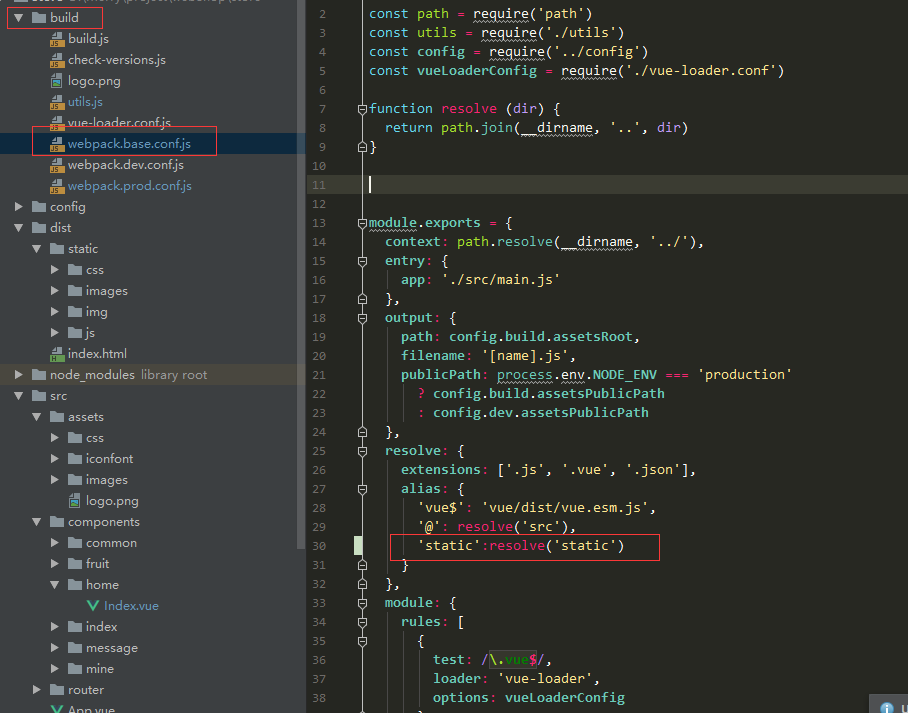 build
build.js
check-versions.js
logo.png
utils.js
vue-loader.conf.js
webpack.base.conf.js
webpack.dev.conf.js
webpack.prod.conf.js
config
dist
static
css
images
img
js
index.html
node_modules library root
src
assets
css
iconfont
images
logo.png
components
common
fruit
home
Index.vue
index
message
mine
router
App.vue
2 const path = require('path')
3 const utils = require('./utils')
4 const config = require('../config')
5 const vueLoaderConfig = require('./vue-loader.conf')
6
7 function resolve (dir) {
8 return path.join(__dirname, '..', dir)
9 }
10
11
12
13 module.exports = {
14 context: path.resolve(__dirname, '../'),
15 entry: {
16 app: './src/main.js'
17 },
18 output: {
19 path: config.build.assetsRoot,
20 filename: '[name].js',
21 publicPath: process.env.NODE_ENV === 'production'
22 ? config.build.assetsPublicPath
23 : config.dev.assetsPublicPath
24 },
25 resolve: {
26 extensions: ['.js', '.vue', '.json'],
27 alias: {
28 'vue$': 'vue/dist/vue.esm.js',
29 '@': resolve('src'),
30 'static':resolve('static')
31 }
32 },
33 module: {
34 rules: [
35 {
36 test: /\.vue$/,
37 loader: 'vue-loader',
38 options: vueLoaderConfig